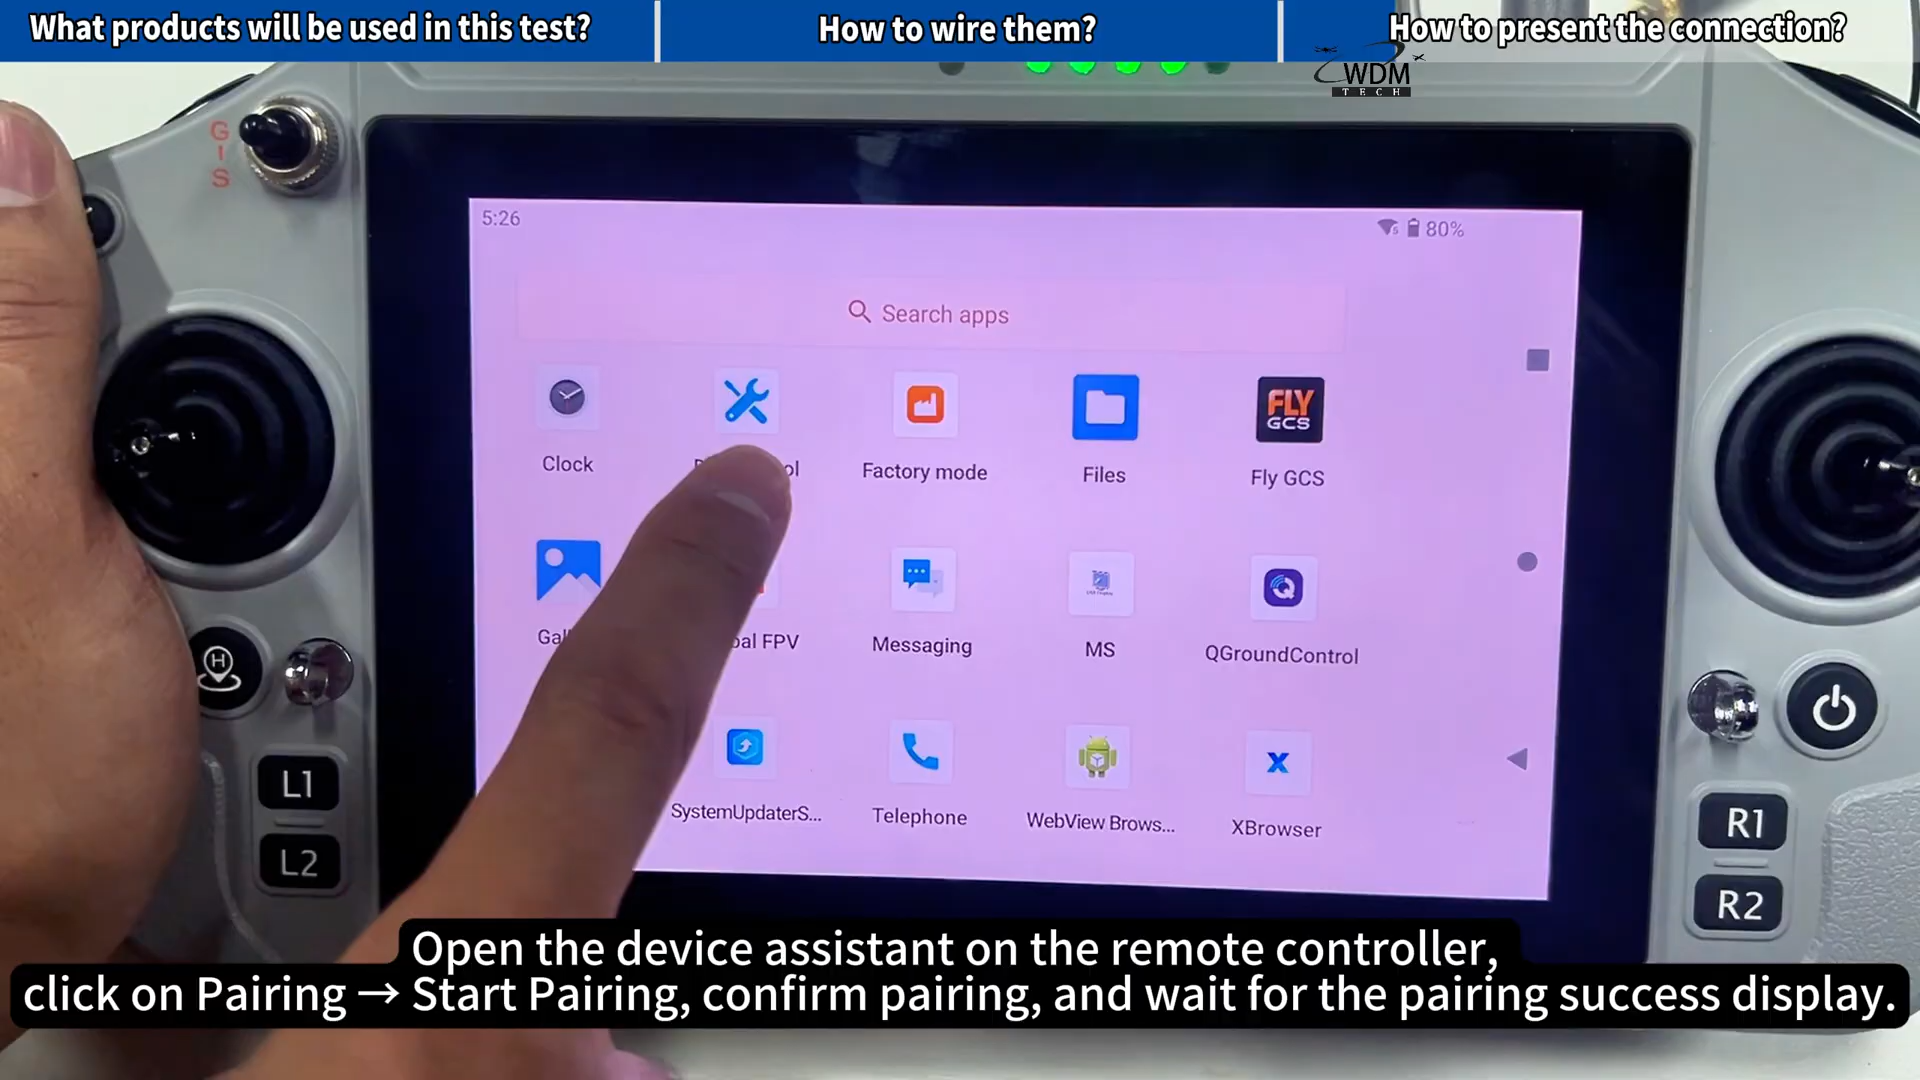 What products will be used in this test?
How to wire them?
How to present the connection?
WDM
TECH
G
I
S
5:26
80%
Search apps
Clock
Factory mode
Files
Fly GCS
FLY
GCS
FPV
Messaging
MS
QGroundControl
SystemUpdaterS...
Telephone
WebView Brows...
XBrowser
H
L1
L2
R1
R2
Open the device assistant on the remote controller,
click on Pairing → Start Pairing, confirm pairing, and wait for the pairing success display.